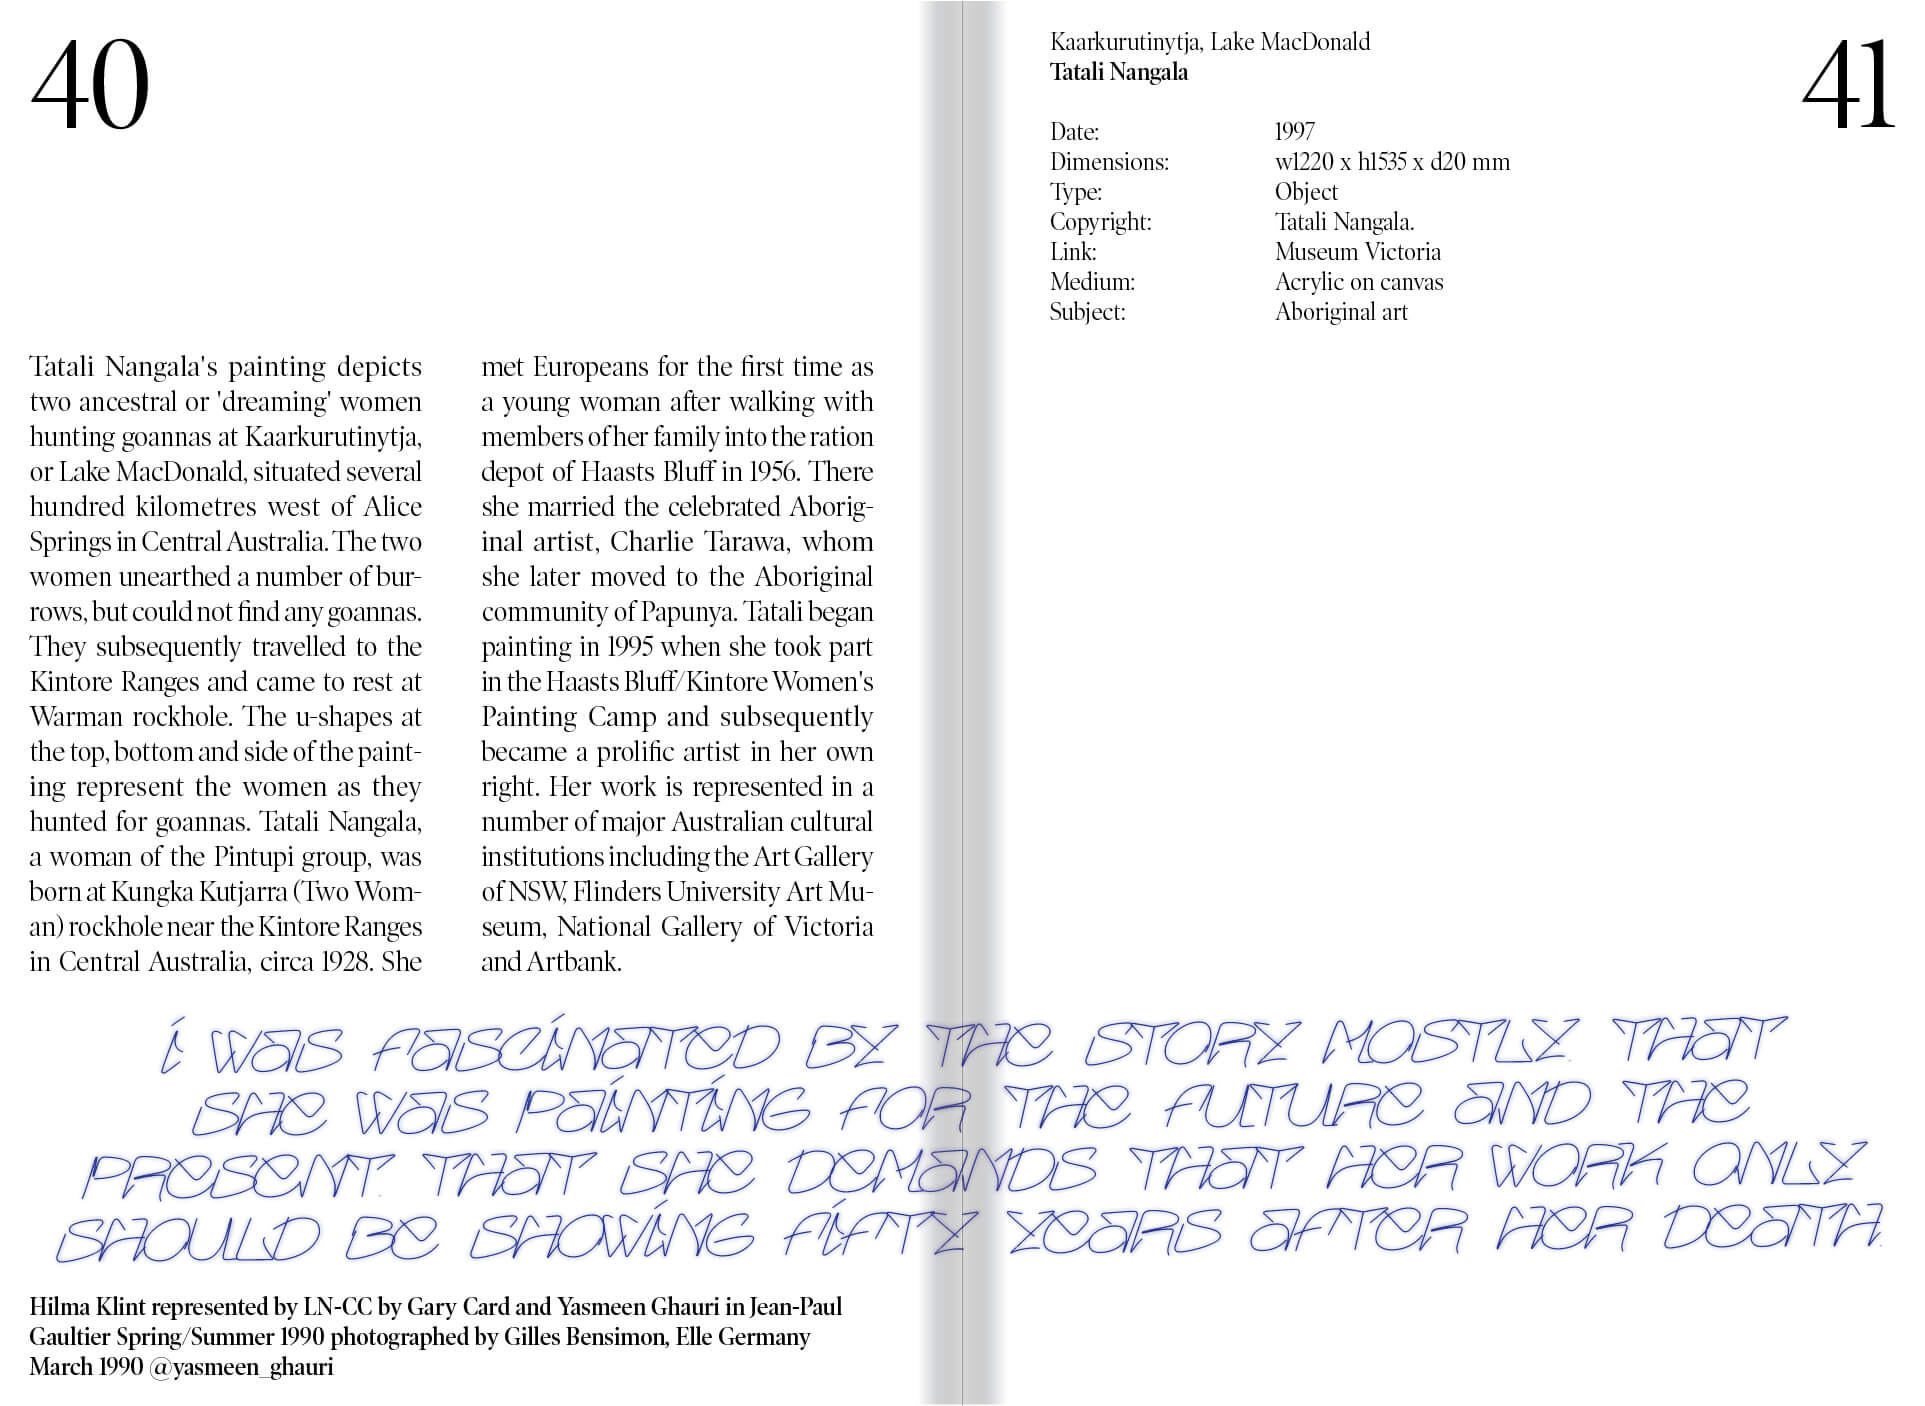 40
Tatali Nangala's painting depicts
two ancestral or 'dreaming' women
hunting goannas at Kaarkurutinytja,
or Lake MacDonald, situated several
hundred kilometres west of Alice
Springs in Central Australia. The two
women unearthed a number of bur-
rows, but could not find any goannas.
They subsequently travelled to the
Kintore Ranges and came to rest at
Warman rockhole. The u-shapes at
the top, bottom and side of the paint-
ing represent the women as they
hunted for goannas. Tatali Nangala,
a woman of the Pintupi group, was
born at Kungka Kutjarra (Two Wom-
an) rockhole near the Kintore Ranges
in Central Australia, circa 1928. She
met Europeans for the first time as
a young woman after walking with
members of her family into the ration
depot of Haasts Bluff in 1956. There
she married the celebrated Aborig-
inal artist, Charlie Tarawa, whom
she later moved to the Aboriginal
community of Papunya. Tatali began
painting in 1995 when she took part
in the Haasts Bluff/Kintore Women's
Painting Camp and subsequently
became a prolific artist in her own
right. Her work is represented in a
number of major Australian cultural
institutions including the Art Gallery
of NSW, Flinders University Art Mu-
seum, National Gallery of Victoria
and Artbank.
Kaarkurutinytja, Lake MacDonald
Tatali Nangala
41
Date: 1997
Dimensions: w1220 x h1535 x d20 mm
Type: Object
Copyright: Tatali Nangala.
Link: Museum Victoria
Medium: Acrylic on canvas
Subject: Aboriginal art
i WaS FaSCiNaTeD BY THe STORY MOSTLY. THaT
SHe WaS PaiNTiNG FOR THe FUTURe aND THe
PReSeNT. THaT SHe DeMaNDS THaT HeR WORK ONLY
SHOULD Be SHOWiNG FiFTY YeaRS aFTeR HeR DeaTH.
Hilma Klint represented by LN-CC by Gary Card and Yasmeen Ghauri in Jean-Paul
Gaultier Spring/Summer 1990 photographed by Gilles Bensimon, Elle Germany
March 1990 @yasmeen_ghauri